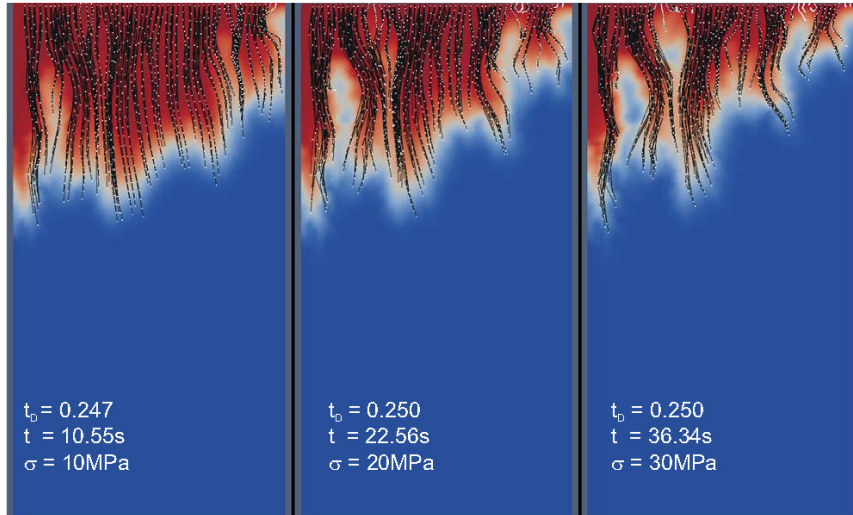 t_D = 0.247
t = 10.55s
σ = 10MPa
t_D = 0.250
t = 22.56s
σ = 20MPa
t_D = 0.250
t = 36.34s
σ = 30MPa